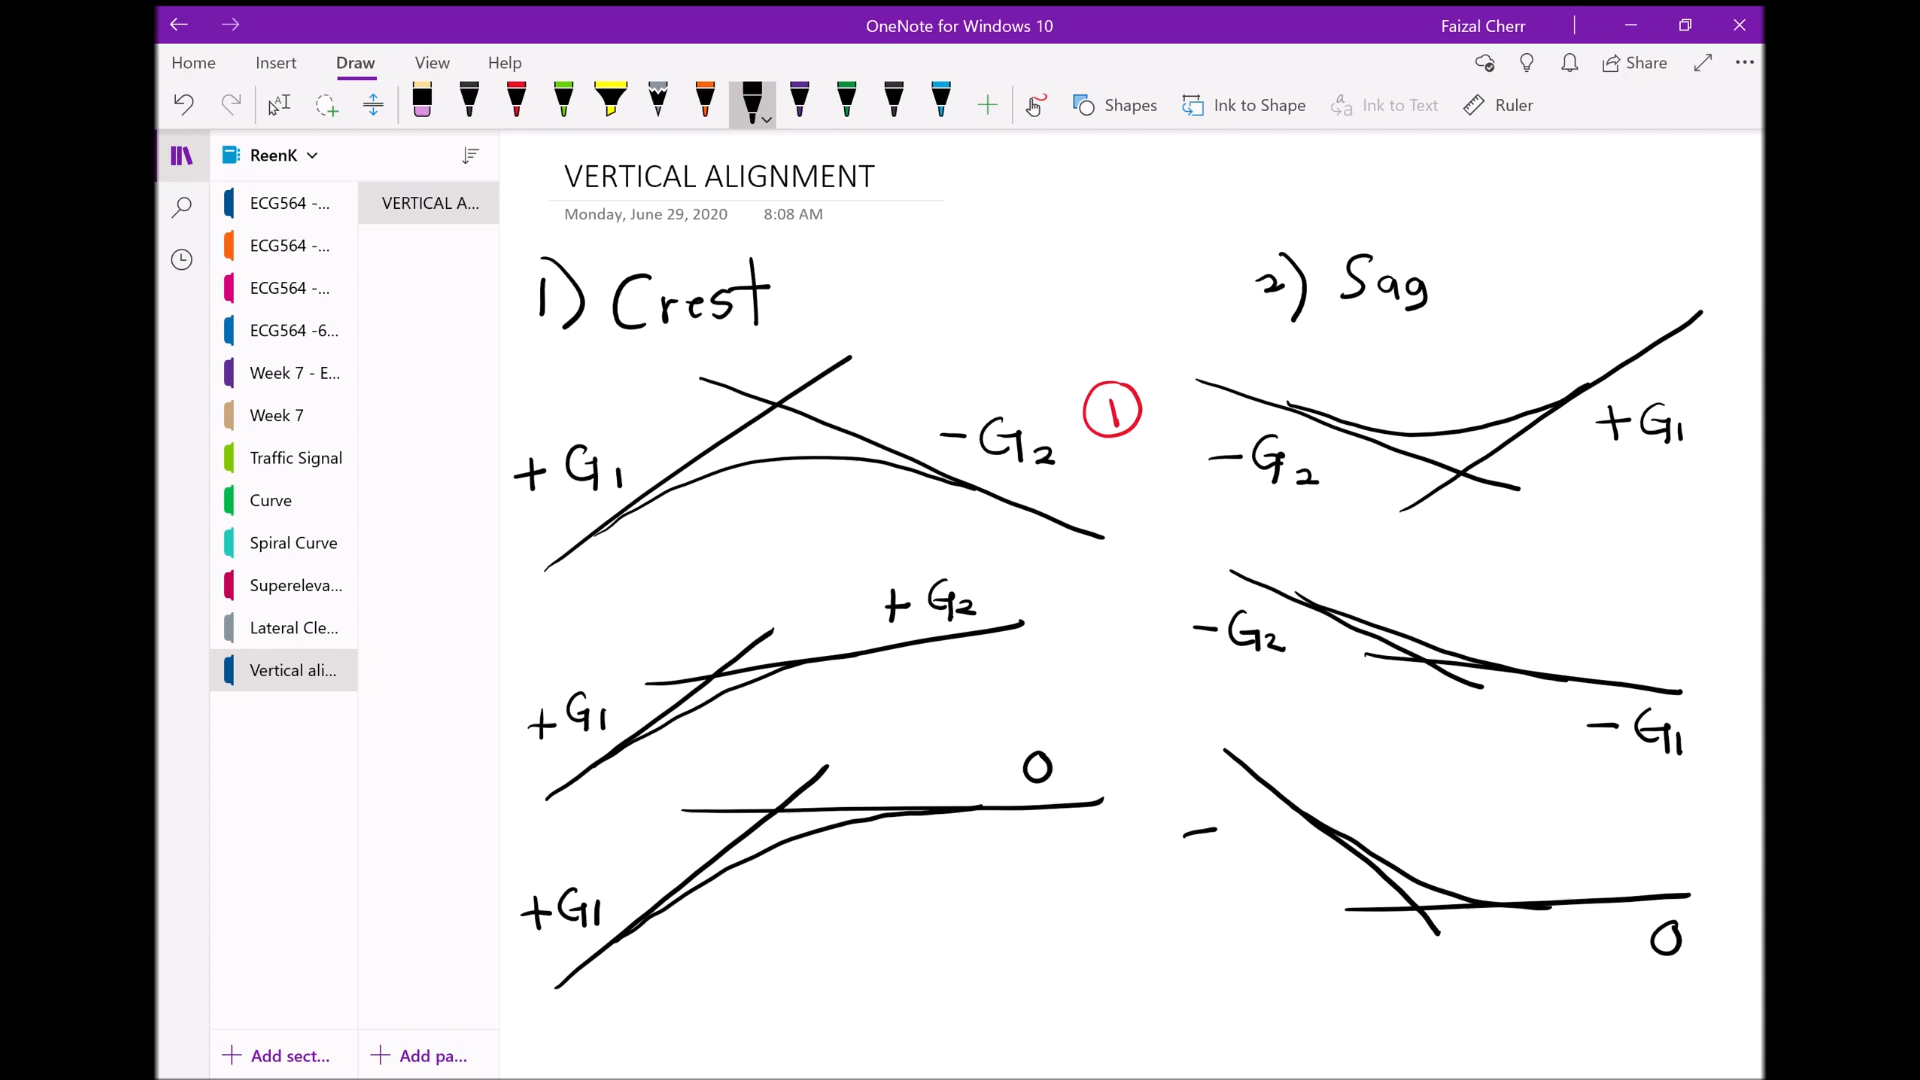 OneNote for Windows 10
Faizal Cherr
Home Insert Draw View Help
Share
Shapes Ink to Shape Ink to Text Ruler
ReenK
ECG564 -...
ECG564 -...
ECG564 -...
ECG564 -6...
Week 7 - E...
Week 7
Traffic Signal
Curve
Spiral Curve
Supereleva...
Lateral Cle...
Vertical ali...
Add sect...
VERTICAL A...
Add pa...
VERTICAL ALIGNMENT
Monday, June 29, 2020 8:08 AM
1) Crest
+ G1
- G2
1
+ G2
+ G1
0
+ G1
2) Sag
- G2
+ G1
- G2
- G1
-
0